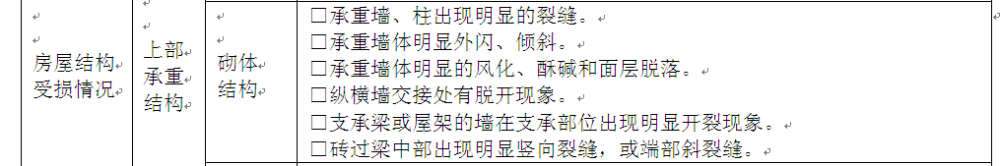 房屋结构
受损情况
上部
承重
结构
砌体
结构
□承重墙、柱出现明显的裂缝。
□承重墙体明显外闪、倾斜。
□承重墙体明显的风化、酥碱和面层脱落。
□纵横墙交接处有脱开现象。
□支承梁或屋架的墙在支承部位出现明显开裂现象。
□砖过梁中部出现明显竖向裂缝，或端部斜裂缝。